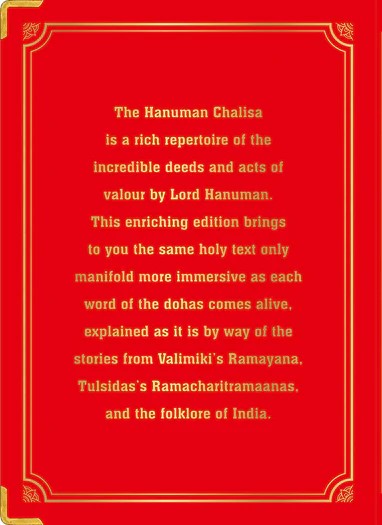 The Hanuman Chalisa
is a rich repertoire of the
incredible deeds and acts of
valour by Lord Hanuman.
This enriching edition brings
to you the same holy text only
manifold more immersive as each
word of the dohas comes alive,
explained as it is by way of the
stories from Valimiki's Ramayana,
Tulsidas's Ramacharitramaanas,
and the folklore of India.